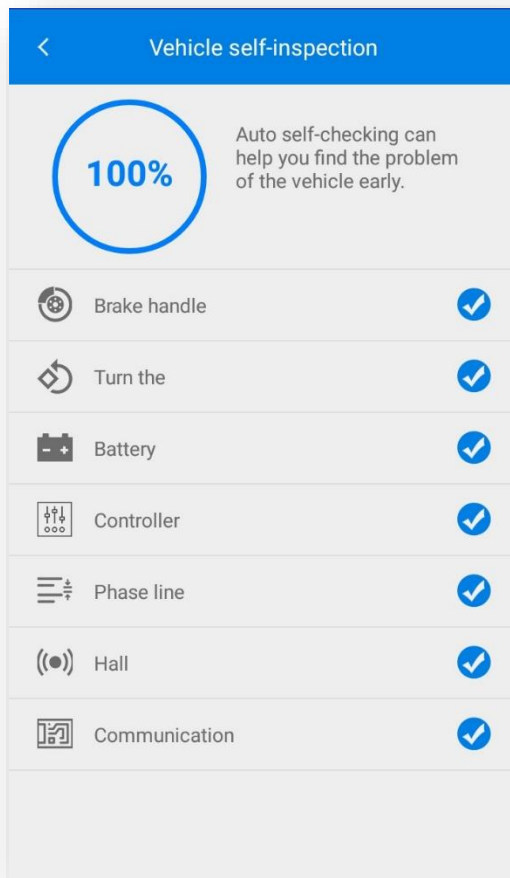 Vehicle self-inspection
100%
Auto self-checking can
help you find the problem
of the vehicle early.
Brake handle
Turn the
Battery
Controller
Phase line
Hall
Communication